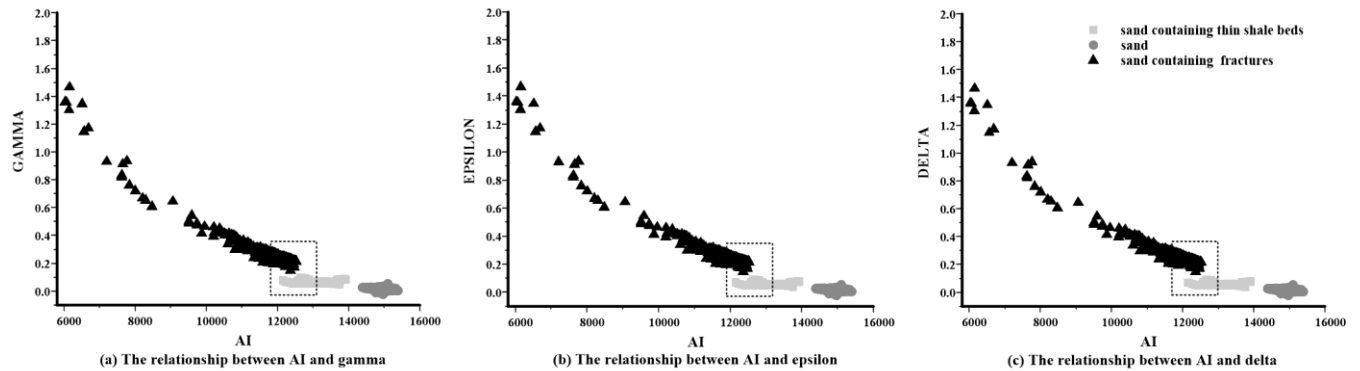 2.0
1.8
1.6
1.4
1.2
1.0
0.8
0.6
0.4
0.2
0.0
GAMMA
6000 8000 10000 12000 14000 16000
AI
(a) The relationship between AI and gamma
2.0
1.8
1.6
1.4
1.2
1.0
0.8
0.6
0.4
0.2
0.0
EPSILON
6000 8000 10000 12000 14000 16000
AI
(b) The relationship between AI and epsilon
2.0
1.8
1.6
1.4
1.2
1.0
0.8
0.6
0.4
0.2
0.0
DELTA
sand containing thin shale beds
sand
sand containing fractures
6000 8000 10000 12000 14000 16000
AI
(c) The relationship between AI and delta